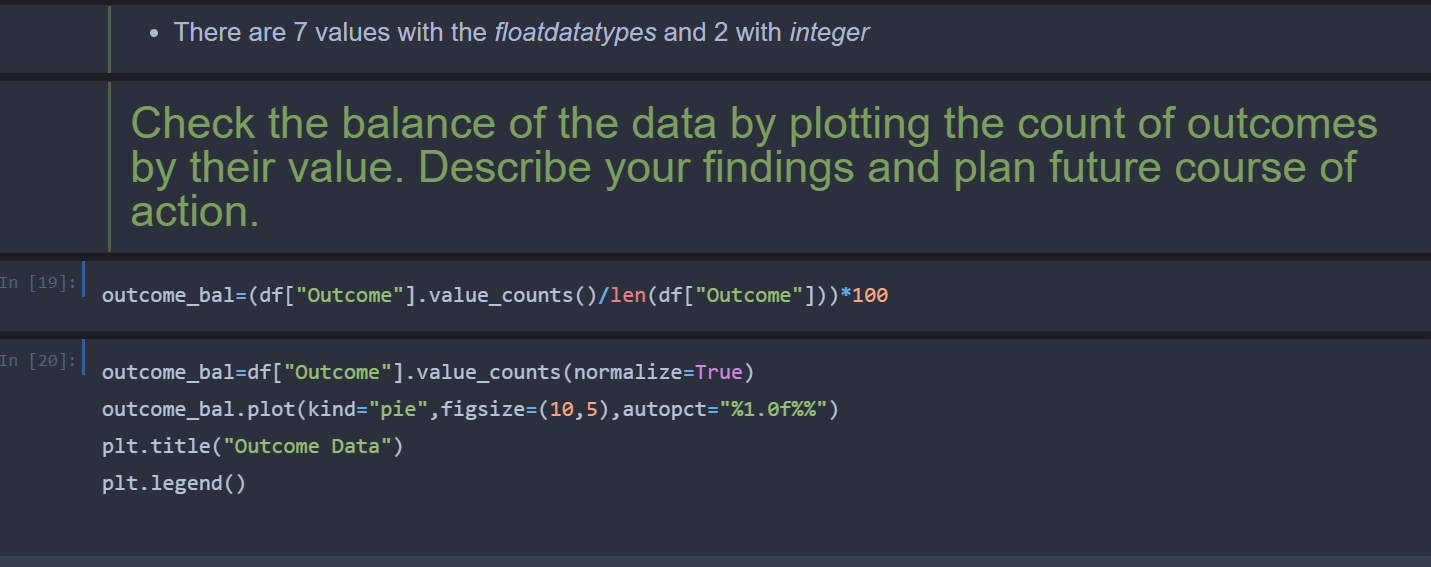 There are 7 values with the floatdatatypes and 2 with integer
Check the balance of the data by plotting the count of outcomes
by their value. Describe your findings and plan future course of
action.
In [19]:
outcome_bal=(df["Outcome"].value_counts()/len(df["Outcome"]))*100
In [20]:
outcome_bal=df["Outcome"].value_counts(normalize=True)
outcome_bal.plot(kind="pie",figsize=(10,5),autopct="%1.0f%%")
plt.title("Outcome Data")
plt.legend()